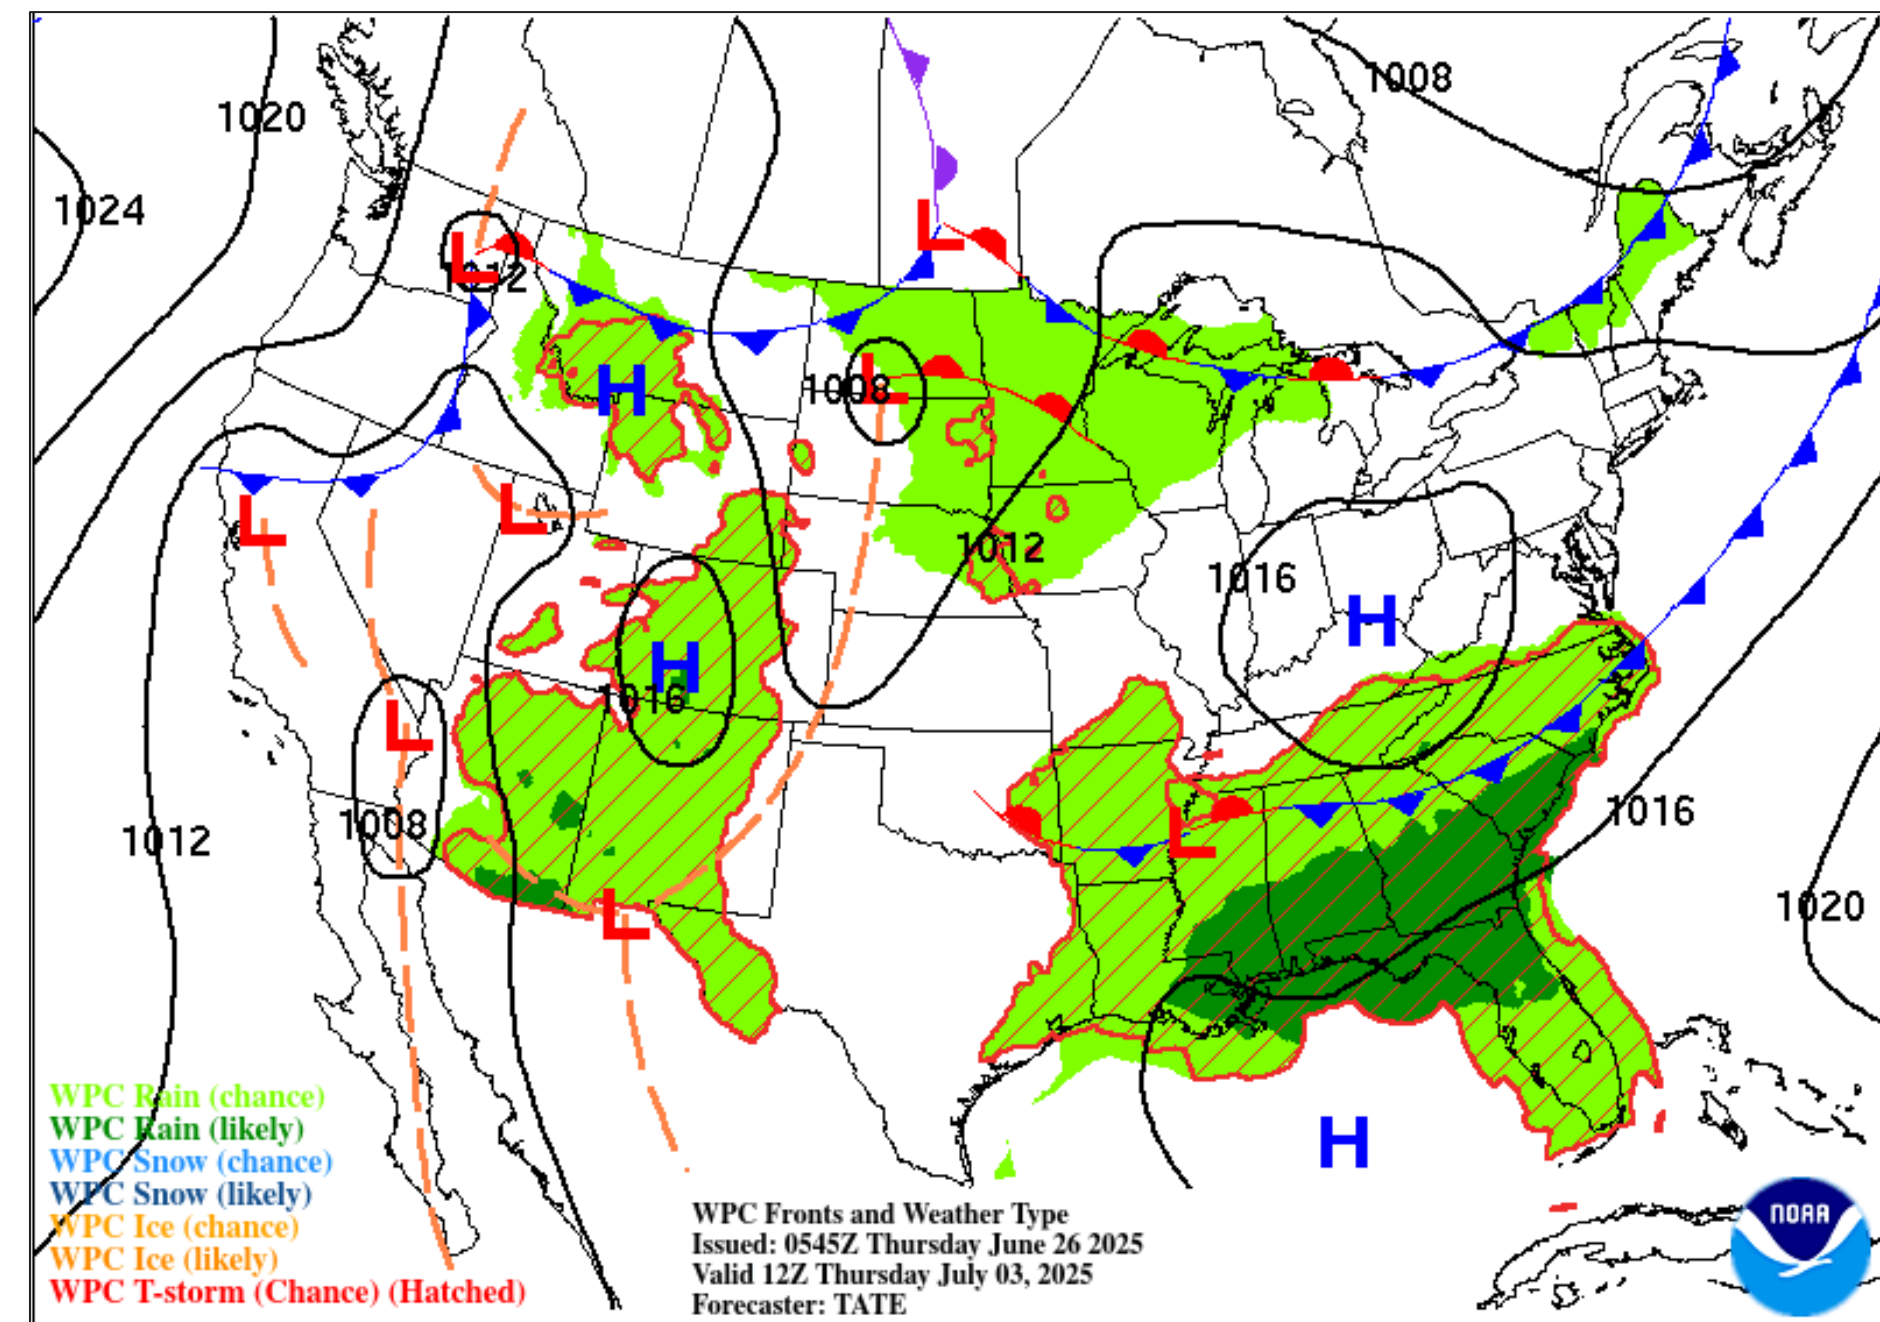 1008
1020
1024
L
L
1012
H
L
1008
L
L
1012
1016
H
H
1016
L
1016
1008
L
1012
1020
L
H
WPC Rain (chance)
WPC Rain (likely)
WPC Snow (chance)
WPC Snow (likely)
WPC Ice (chance)
WPC Ice (likely)
WPC T-storm (Chance) (Hatched)
WPC Fronts and Weather Type
Issued: 0545Z Thursday June 26 2025
Valid 12Z Thursday July 03, 2025
Forecaster: TATE
NOAA